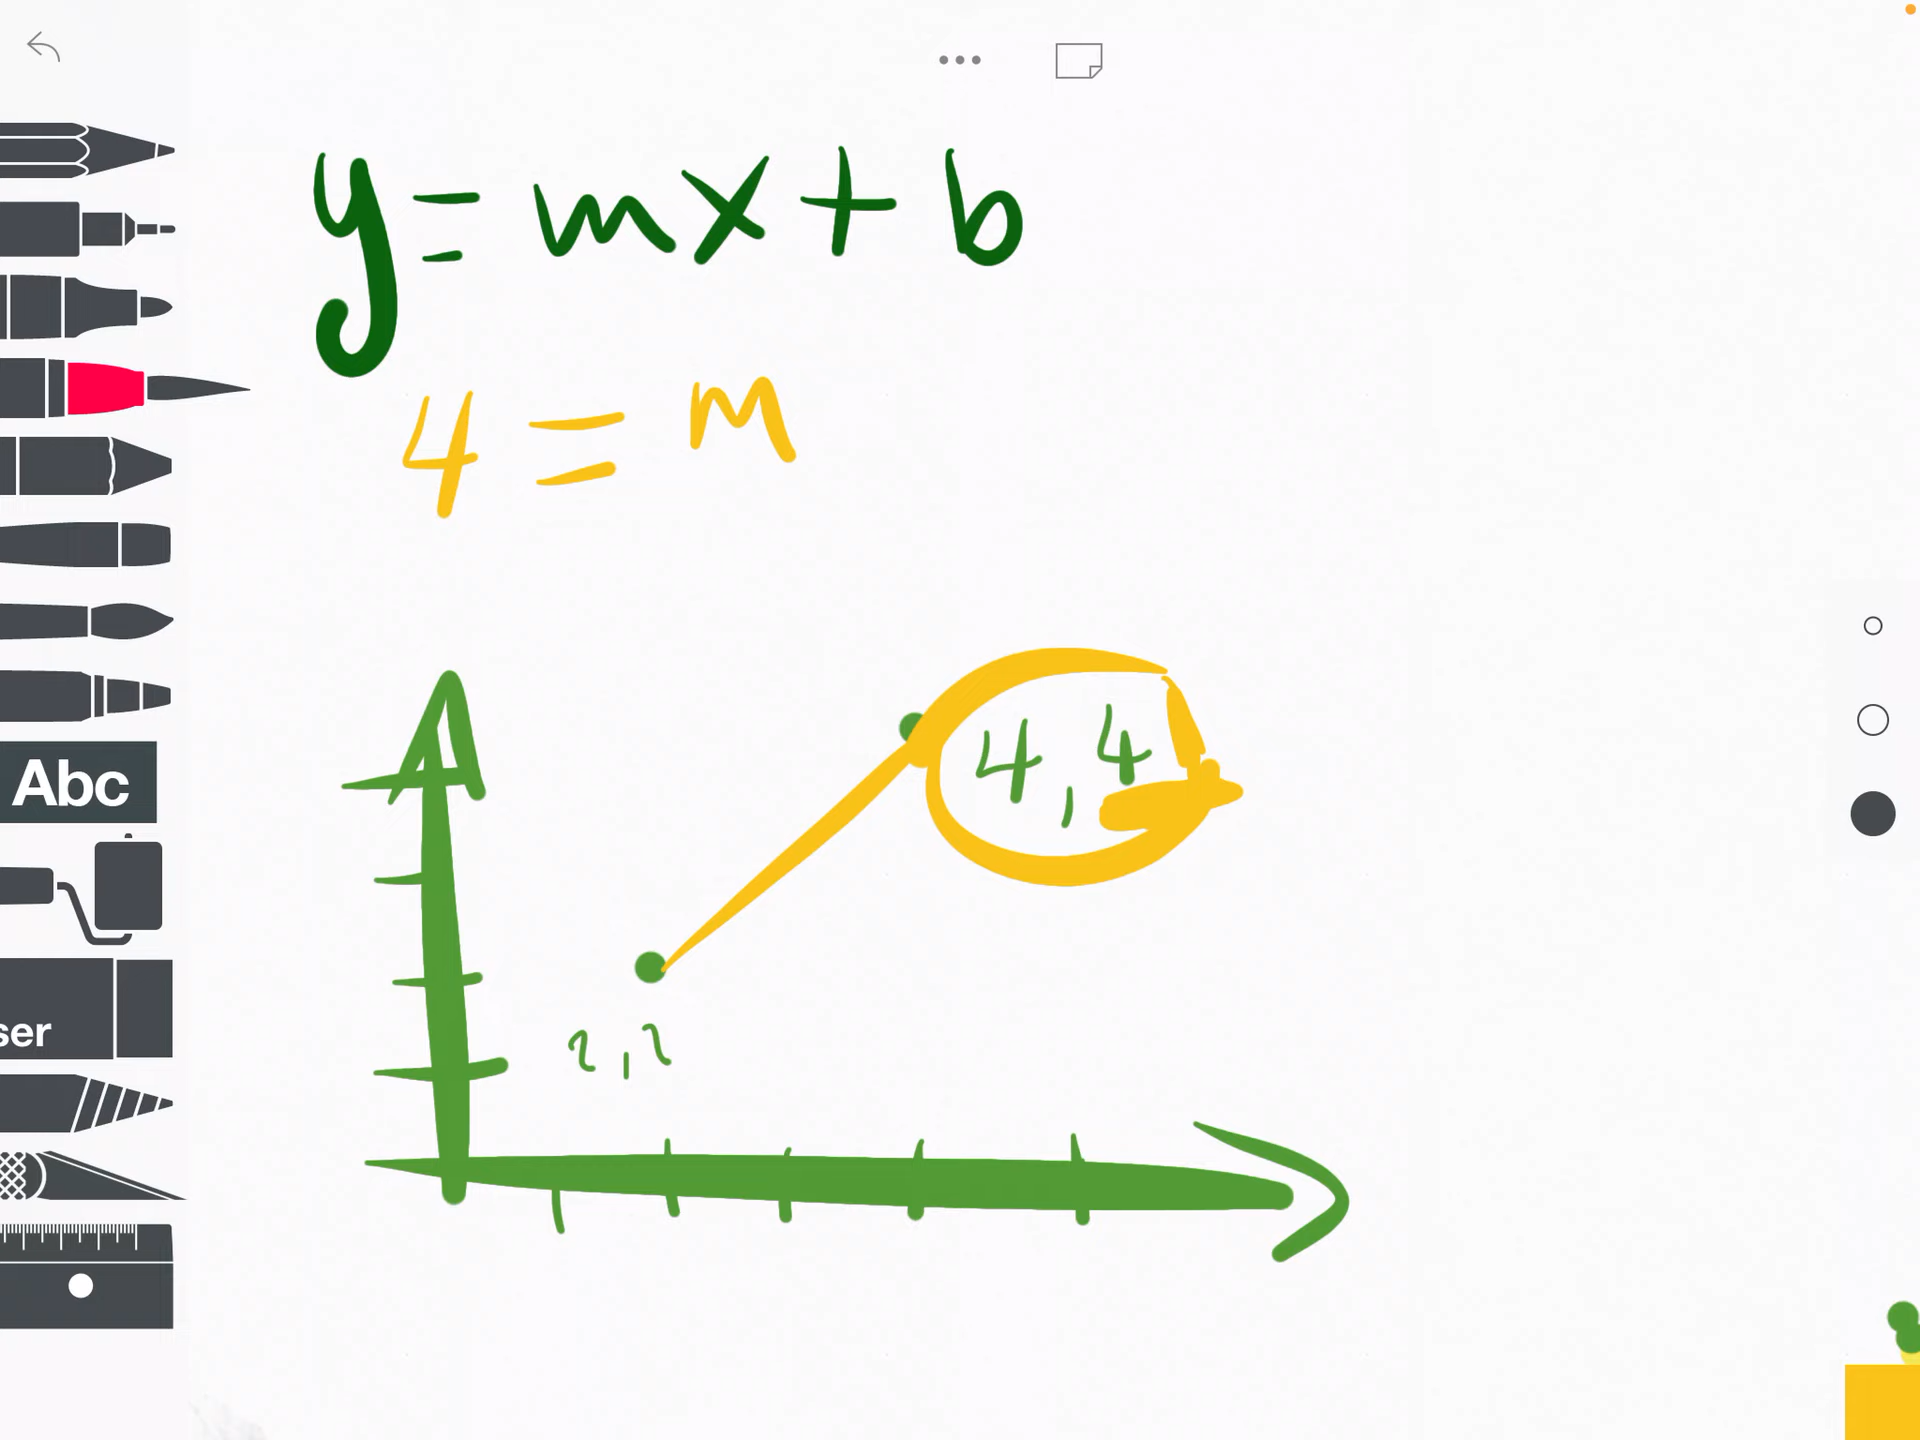 y = mx + b
4 = m
4,4
Abc
2,2
ser